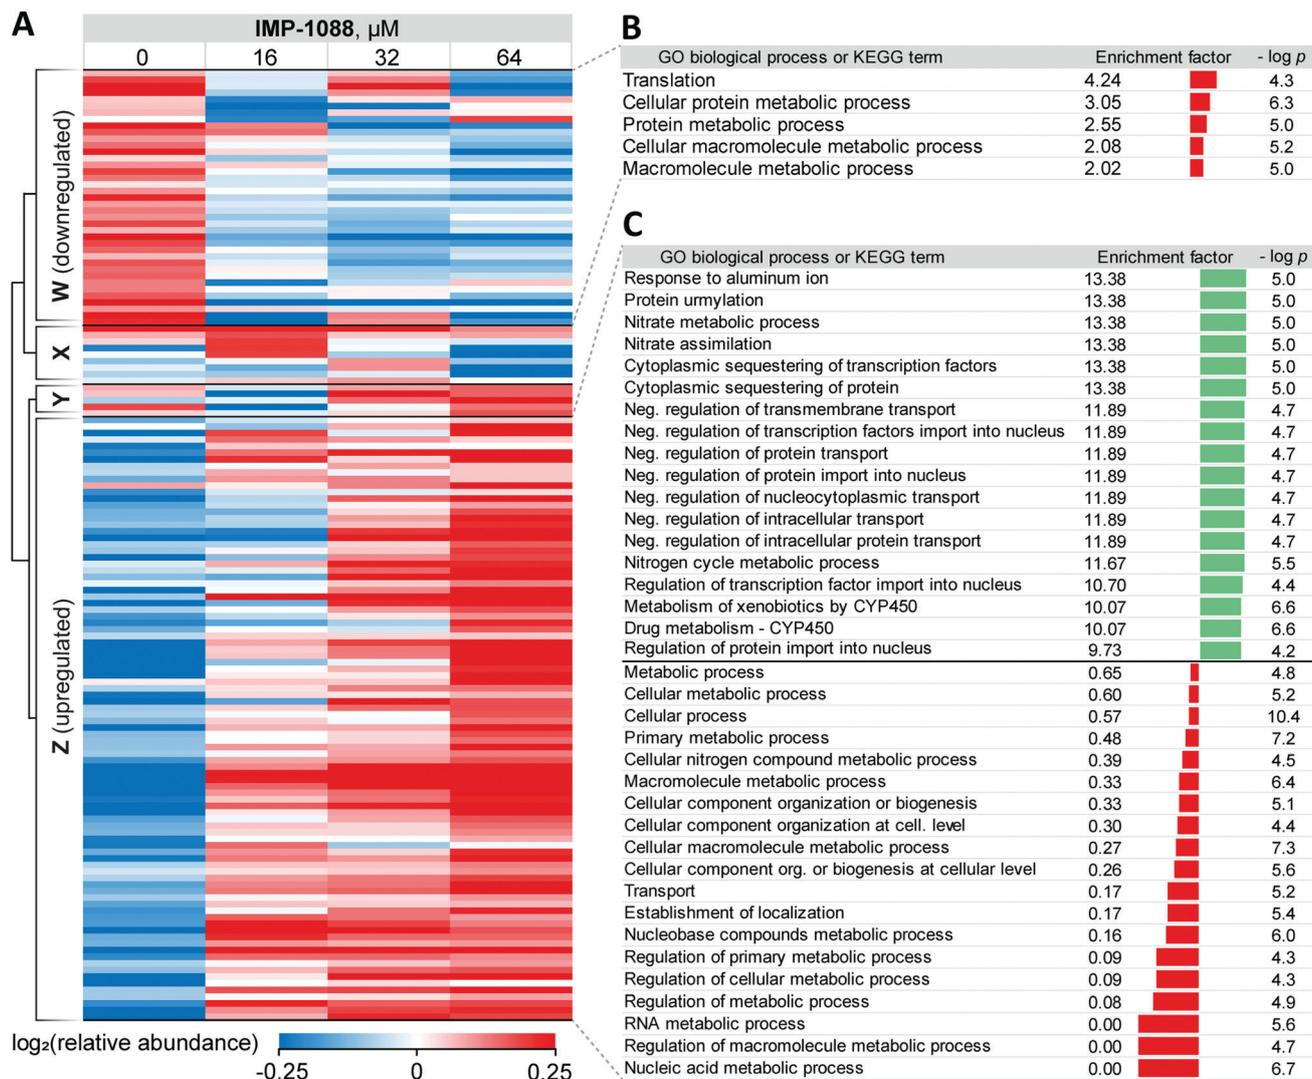 A
IMP-1088, µM
0 16 32 64
W (downregulated)
X
Y
Z (upregulated)
log₂(relative abundance)
-0.25 0 0.25
B
GO biological process or KEGG term Enrichment factor - log p
Translation 4.24 4.3
Cellular protein metabolic process 3.05 6.3
Protein metabolic process 2.55 5.0
Cellular macromolecule metabolic process 2.08 5.2
Macromolecule metabolic process 2.02 5.0
C
GO biological process or KEGG term Enrichment factor - log p
Response to aluminum ion 13.38 5.0
Protein urmylation 13.38 5.0
Nitrate metabolic process 13.38 5.0
Nitrate assimilation 13.38 5.0
Cytoplasmic sequestering of transcription factors 13.38 5.0
Cytoplasmic sequestering of protein 13.38 5.0
Neg. regulation of transmembrane transport 11.89 4.7
Neg. regulation of transcription factors import into nucleus 11.89 4.7
Neg. regulation of protein transport 11.89 4.7
Neg. regulation of protein import into nucleus 11.89 4.7
Neg. regulation of nucleocytoplasmic transport 11.89 4.7
Neg. regulation of intracellular transport 11.89 4.7
Neg. regulation of intracellular protein transport 11.89 4.7
Nitrogen cycle metabolic process 11.67 5.5
Regulation of transcription factor import into nucleus 10.70 4.4
Metabolism of xenobiotics by CYP450 10.07 6.6
Drug metabolism - CYP450 10.07 6.6
Regulation of protein import into nucleus 9.73 4.2
Metabolic process 0.65 4.8
Cellular metabolic process 0.60 5.2
Cellular process 0.57 10.4
Primary metabolic process 0.48 7.2
Cellular nitrogen compound metabolic process 0.39 4.5
Macromolecule metabolic process 0.33 6.4
Cellular component organization or biogenesis 0.33 5.1
Cellular component organization at cell. level 0.30 4.4
Cellular macromolecule metabolic process 0.27 7.3
Cellular component org. or biogenesis at cellular level 0.26 5.6
Transport 0.17 5.2
Establishment of localization 0.17 5.4
Nucleobase compounds metabolic process 0.16 6.0
Regulation of primary metabolic process 0.09 4.3
Regulation of cellular metabolic process 0.09 4.3
Regulation of metabolic process 0.08 4.9
RNA metabolic process 0.00 5.6
Regulation of macromolecule metabolic process 0.00 4.7
Nucleic acid metabolic process 0.00 6.7